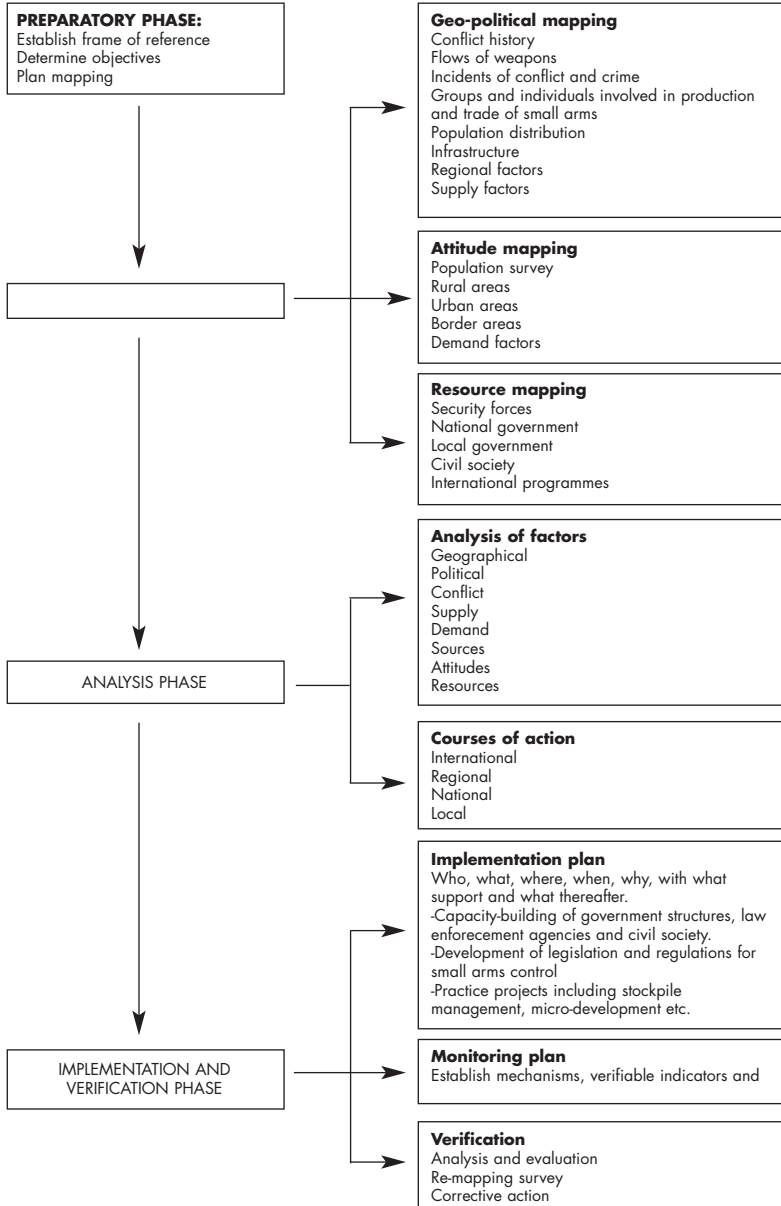 PREPARATORY PHASE:
Establish frame of reference
Determine objectives
Plan mapping
Geo-political mapping
Conflict history
Flows of weapons
Incidents of conflict and crime
Groups and individuals involved in production
and trade of small arms
Population distribution
Infrastructure
Regional factors
Supply factors
Attitude mapping
Population survey
Rural areas
Urban areas
Border areas
Demand factors
Resource mapping
Security forces
National government
Local government
Civil society
International programmes
ANALYSIS PHASE
Analysis of factors
Geographical
Political
Conflict
Supply
Demand
Sources
Attitudes
Resources
Courses of action
International
Regional
National
Local
IMPLEMENTATION AND
VERIFICATION PHASE
Implementation plan
Who, what, where, when, why, with what
support and what thereafter.
-Capacity-building of government structures, law
enforecement agencies and civil society.
-Development of legislation and regulations for
small arms control
-Practice projects including stockpile
management, micro-development etc.
Monitoring plan
Establish mechanisms, verifiable indicators and
Verification
Analysis and evaluation
Re-mapping survey
Corrective action